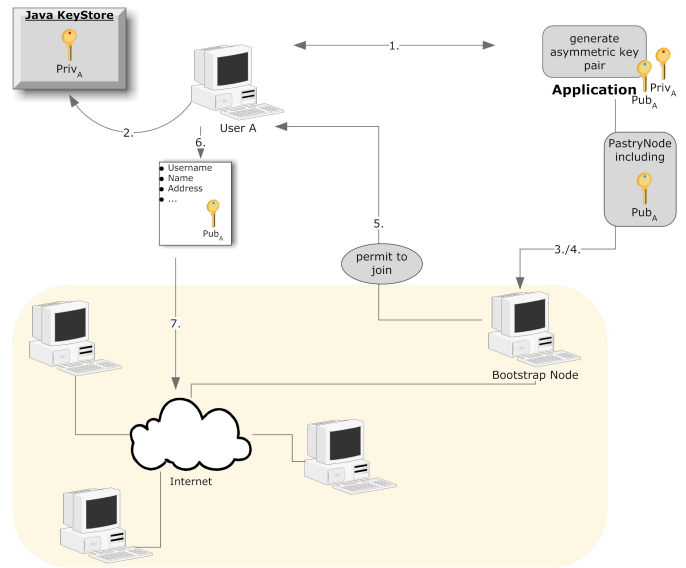 Java KeyStore
Priv_A
1.
generate
asymmetric key
pair
Application
Priv_A
Pub_A
2.
User A
6.
PastryNode
including
Pub_A
• Username
• Name
• Address
• ...
Pub_A
5.
3./4.
permit to
join
7.
Bootstrap Node
Internet